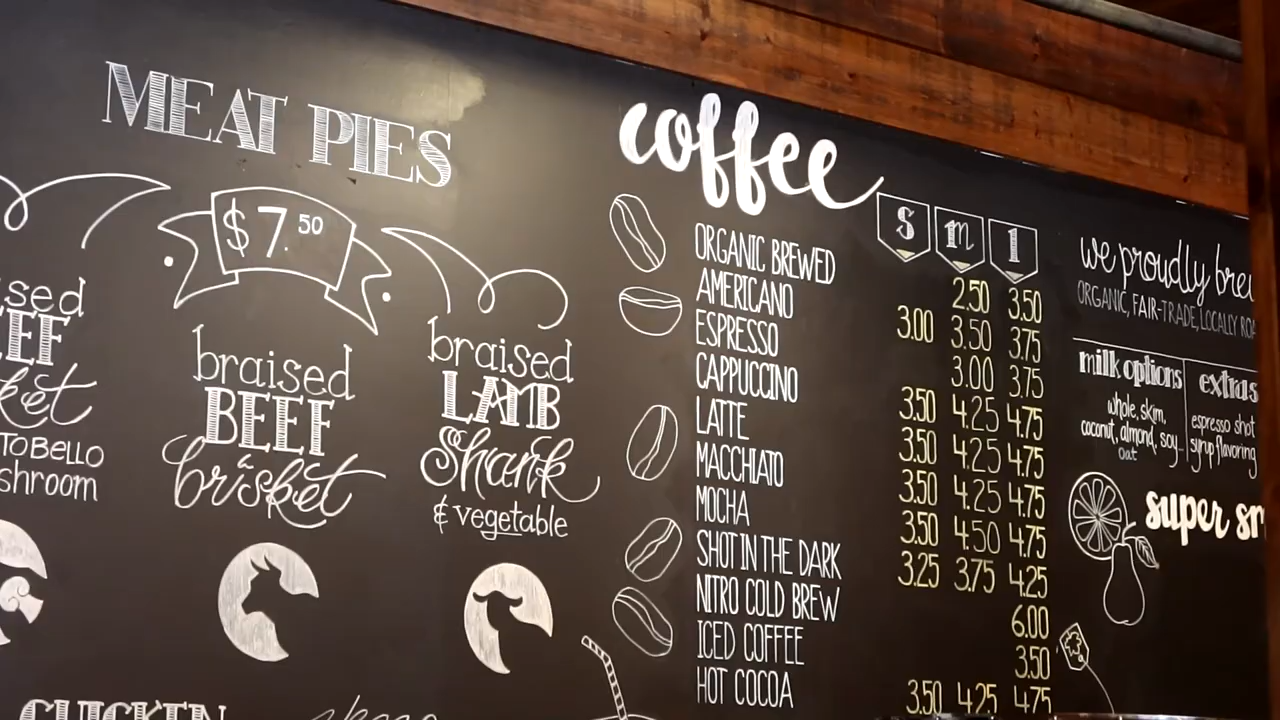 MEAT PIES
$7.50
BEEF
TOBELLO
braised
BEEF
brisket
braised
LAMB
Shank
& vegetable
CHICKEN
coffee
S m l
ORGANIC BREWED 2.50 3.50
AMERICANO 3.00 3.50 3.75
ESPRESSO 3.00 3.75
CAPPUCCINO 3.50 4.25 4.75
LATTE 3.50 4.25 4.75
MACCHIATO 3.50 4.25 4.75
MOCHA 3.50 4.50 4.75
SHOT IN THE DARK 3.25 3.75 4.25
NITRO COLD BREW 6.00
ICED COFFEE 3.50
HOT COCOA 3.50 4.25 4.75
we proudly bre
ORGANIC, FAIR-TRADE, LOCALLY ROA
milk options
whole, skim,
coconut, almond, soy...
oat
extras
espresso shot
syrup flavoring
super sm